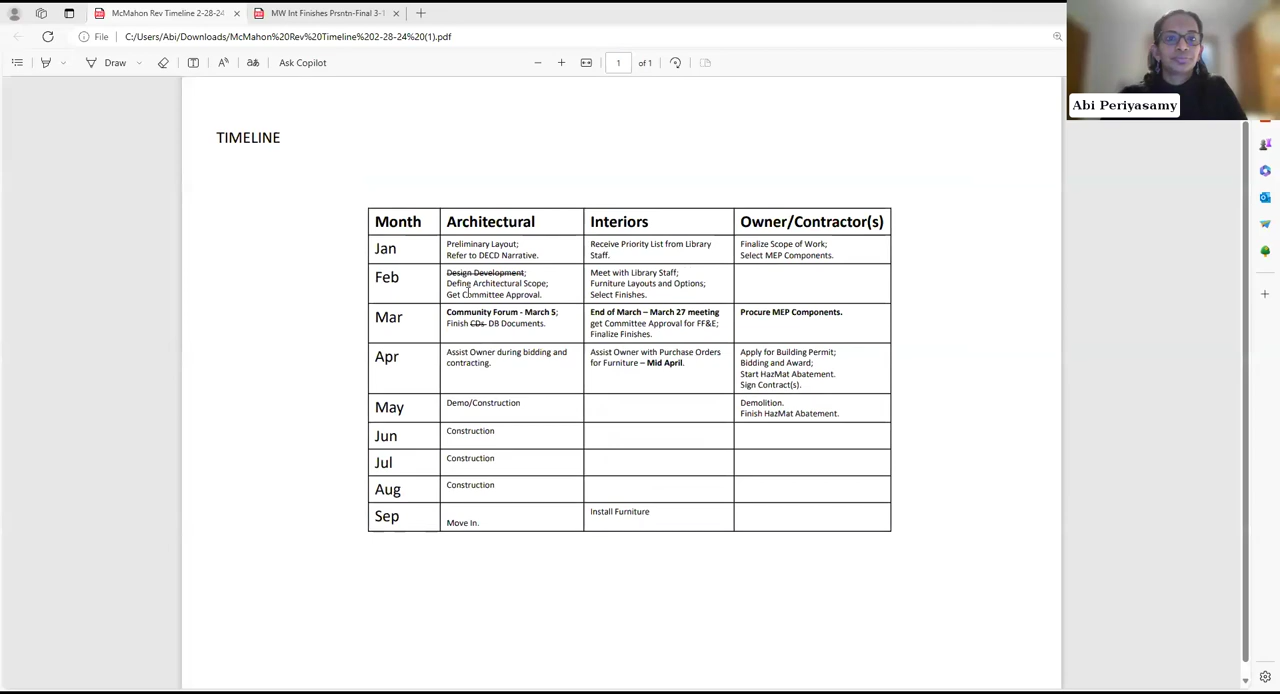 McMahon Rev Timeline 2-28-24
MW Int Finishes Prsntn-Final 3-1
File
C:/Users/Abi/Downloads/McMahon%20Rev%20Timeline%202-28-24%20(1).pdf
Draw
Ask Copilot
1
of 1
Abi Periyasamy
TIMELINE
Month
Architectural
Interiors
Owner/Contractor(s)
Jan
Preliminary Layout;
Refer to DECD Narrative.
Receive Priority List from Library
Staff.
Finalize Scope of Work;
Select MEP Components.
Feb
Design Development;
Define Architectural Scope;
Get Committee Approval.
Meet with Library Staff;
Furniture Layouts and Options;
Select Finishes.
Mar
Community Forum - March 5;
Finish CDs DB Documents.
End of March – March 27 meeting
get Committee Approval for FF&E;
Finalize Finishes.
Procure MEP Components.
Apr
Assist Owner during bidding and
contracting.
Assist Owner with Purchase Orders
for Furniture – Mid April.
Apply for Building Permit;
Bidding and Award;
Start HazMat Abatement.
Sign Contract(s).
May
Demo/Construction
Demolition.
Finish HazMat Abatement.
Jun
Construction
Jul
Construction
Aug
Construction
Sep
Move In.
Install Furniture